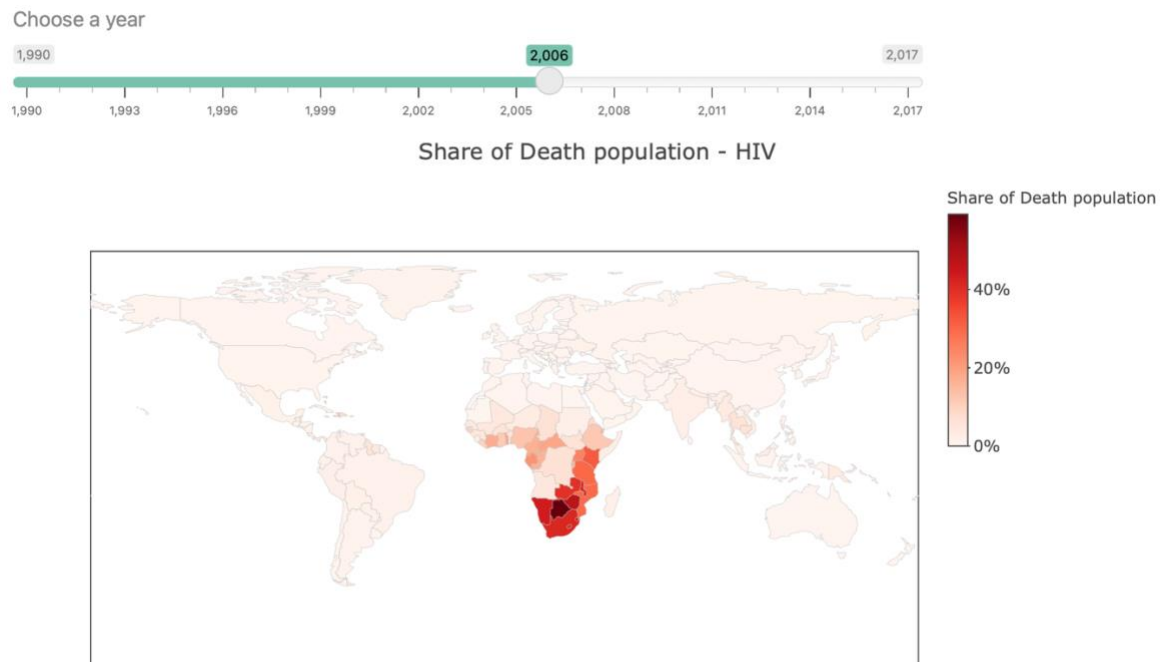 Choose a year
1,990 2,006 2,017
1,990 1,993 1,996 1,999 2,002 2,005 2,008 2,011 2,014 2,017
Share of Death population - HIV
Share of Death population
40%
20%
0%